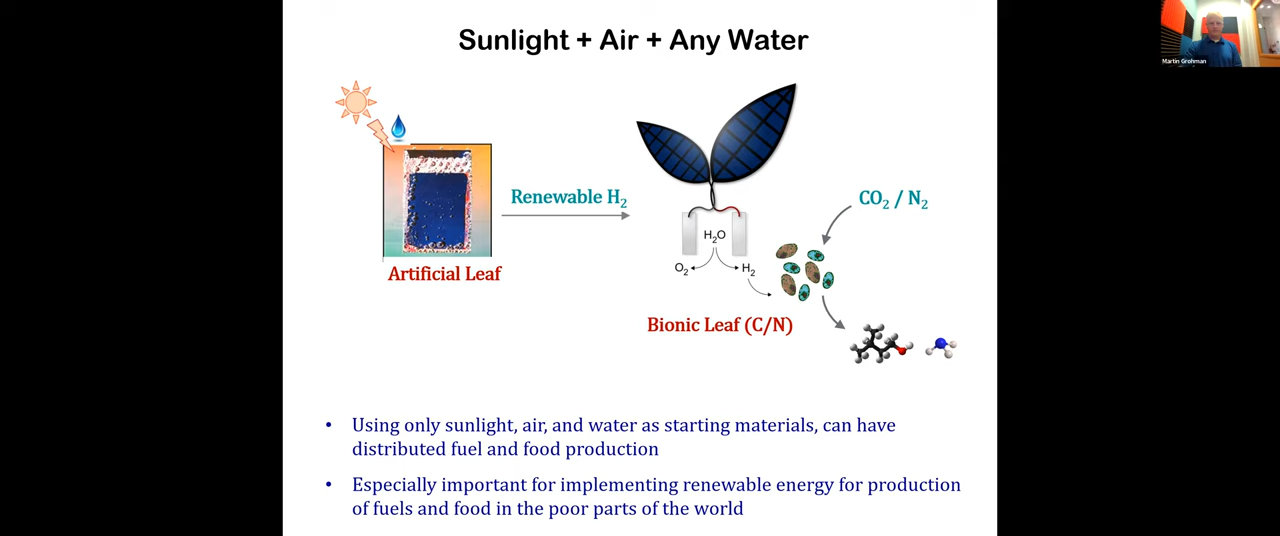 Sunlight + Air + Any Water
Martin Grohman
Renewable H₂
CO₂ / N₂
H₂O
O₂
H₂
Artificial Leaf
Bionic Leaf (C/N)
• Using only sunlight, air, and water as starting materials, can have
distributed fuel and food production
• Especially important for implementing renewable energy for production
of fuels and food in the poor parts of the world